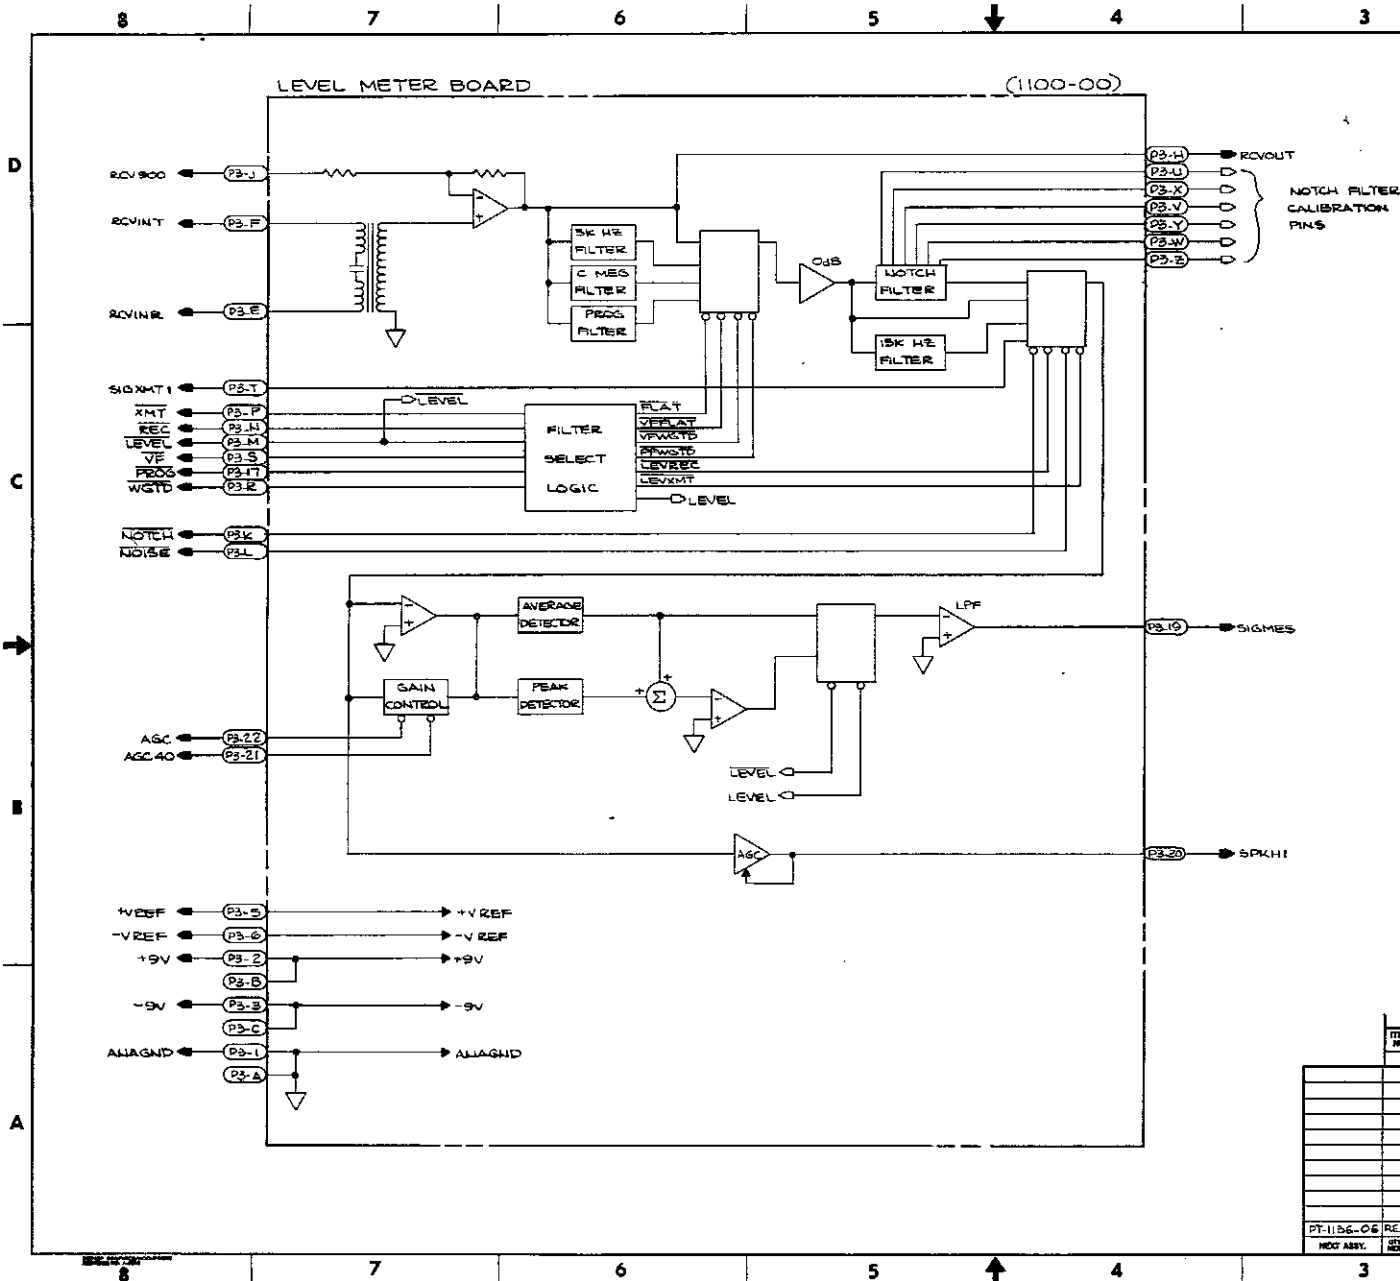 8 7 6 5 4 3
LEVEL METER BOARD (1100-00)
D
RCV900 P3-J
RCVINT P3-F
RCVINR P3-E
3K HZ FILTER
C MEG FILTER
PROG FILTER
0dB
NOTCH FILTER
15K HZ FILTER
P3-H RCVOUT
P3-U
P3-X
P3-V
P3-Y
P3-W
P3-Z
NOTCH FILTER CALIBRATION PINS
SIGXMT1 P3-T
XMT P3-P
REC P3-N
LEVEL P3-M
VF P3-S
PROG P3-17
WGTD P3-R
C
LEVEL
FILTER SELECT LOGIC
FLAT
VFFLAT
VFWGTD
PFWGTD
LEVREC
LEVXMT
LEVEL
NOTCH P3-K
NOISE P3-L
AVERAGE DETECTOR
LPF
P3-19 SIGMES
GAIN CONTROL
PEAK DETECTOR
+ + Σ
AGC P3-22
AGC40 P3-21
LEVEL
LEVEL
B
AGC
P3-20 SPKHI
+VREF P3-5 +VREF
-VREF P3-6 -VREF
+9V P3-2 +9V
P3-B
-9V P3-3 -9V
P3-C
ANAGND P3-1 ANAGND
P3-A
A
PT-1136-06
NEXT ASSY.
8 7 6 5 4 3